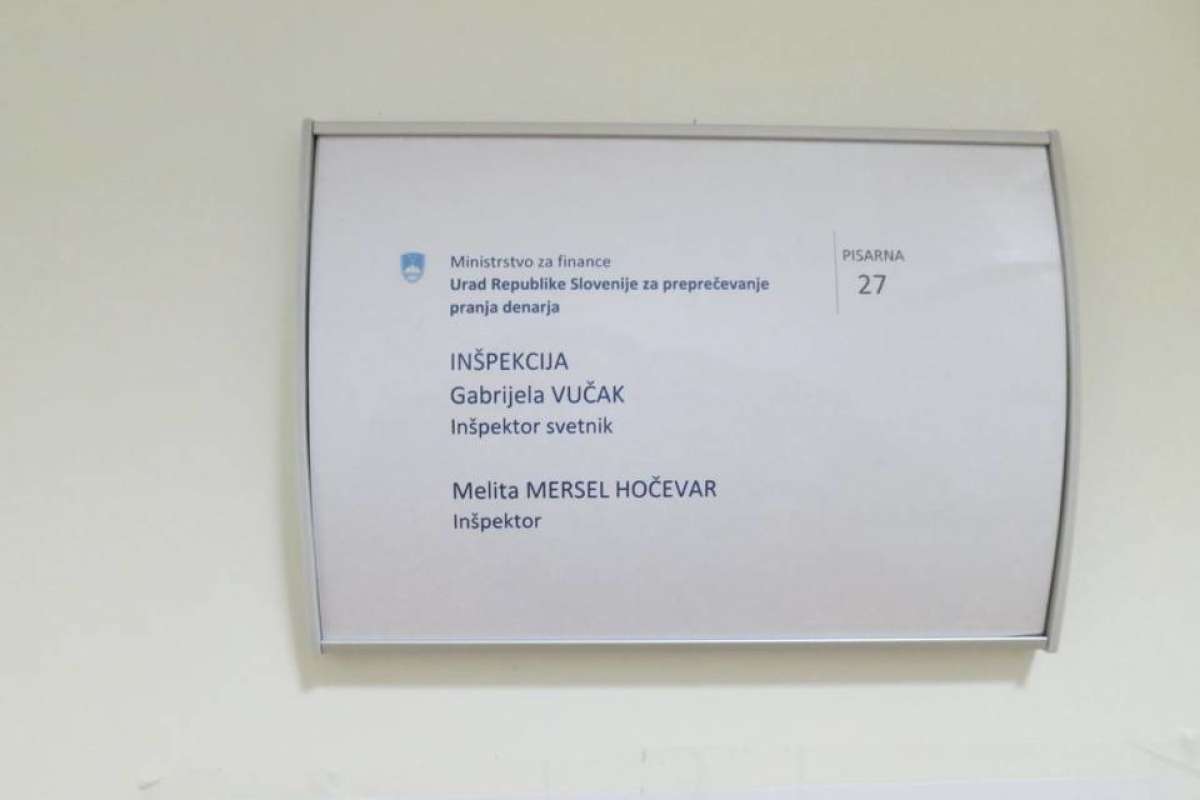 Ministrstvo za finance
Urad Republike Slovenije za preprečevanje
pranja denarja
PISARNA
27
INŠPEKCIJA
Gabrijela VUČAK
Inšpektor svetnik
Melita MERSEL HOČEVAR
Inšpektor